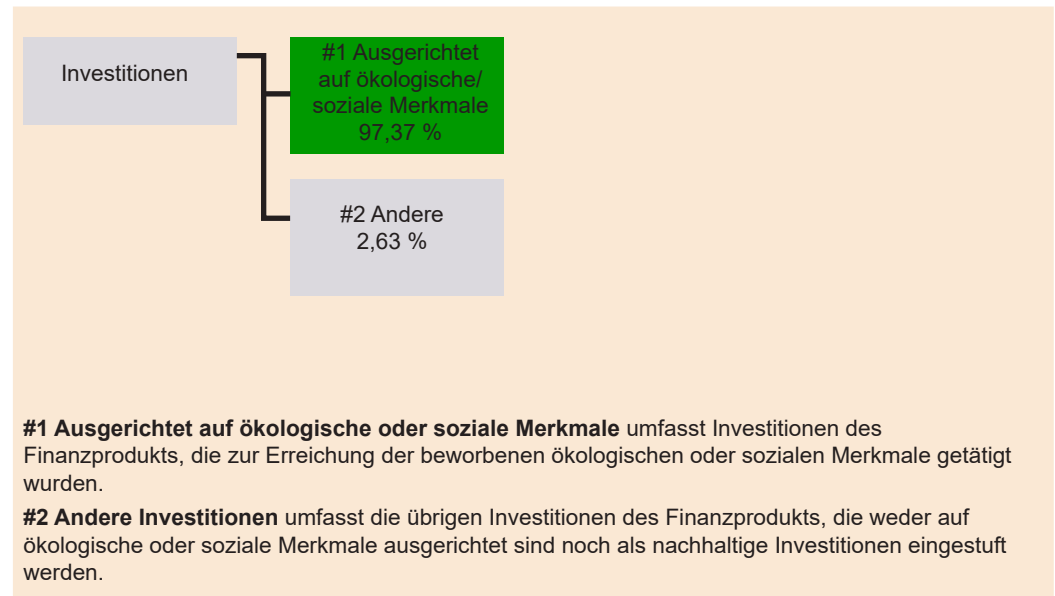 Investitionen
#1 Ausgerichtet
auf ökologische/
soziale Merkmale
97,37 %
#2 Andere
2,63 %
#1 Ausgerichtet auf ökologische oder soziale Merkmale umfasst Investitionen des
Finanzprodukts, die zur Erreichung der beworbenen ökologischen oder sozialen Merkmale getätigt
wurden.
#2 Andere Investitionen umfasst die übrigen Investitionen des Finanzprodukts, die weder auf
ökologische oder soziale Merkmale ausgerichtet sind noch als nachhaltige Investitionen eingestuft
werden.